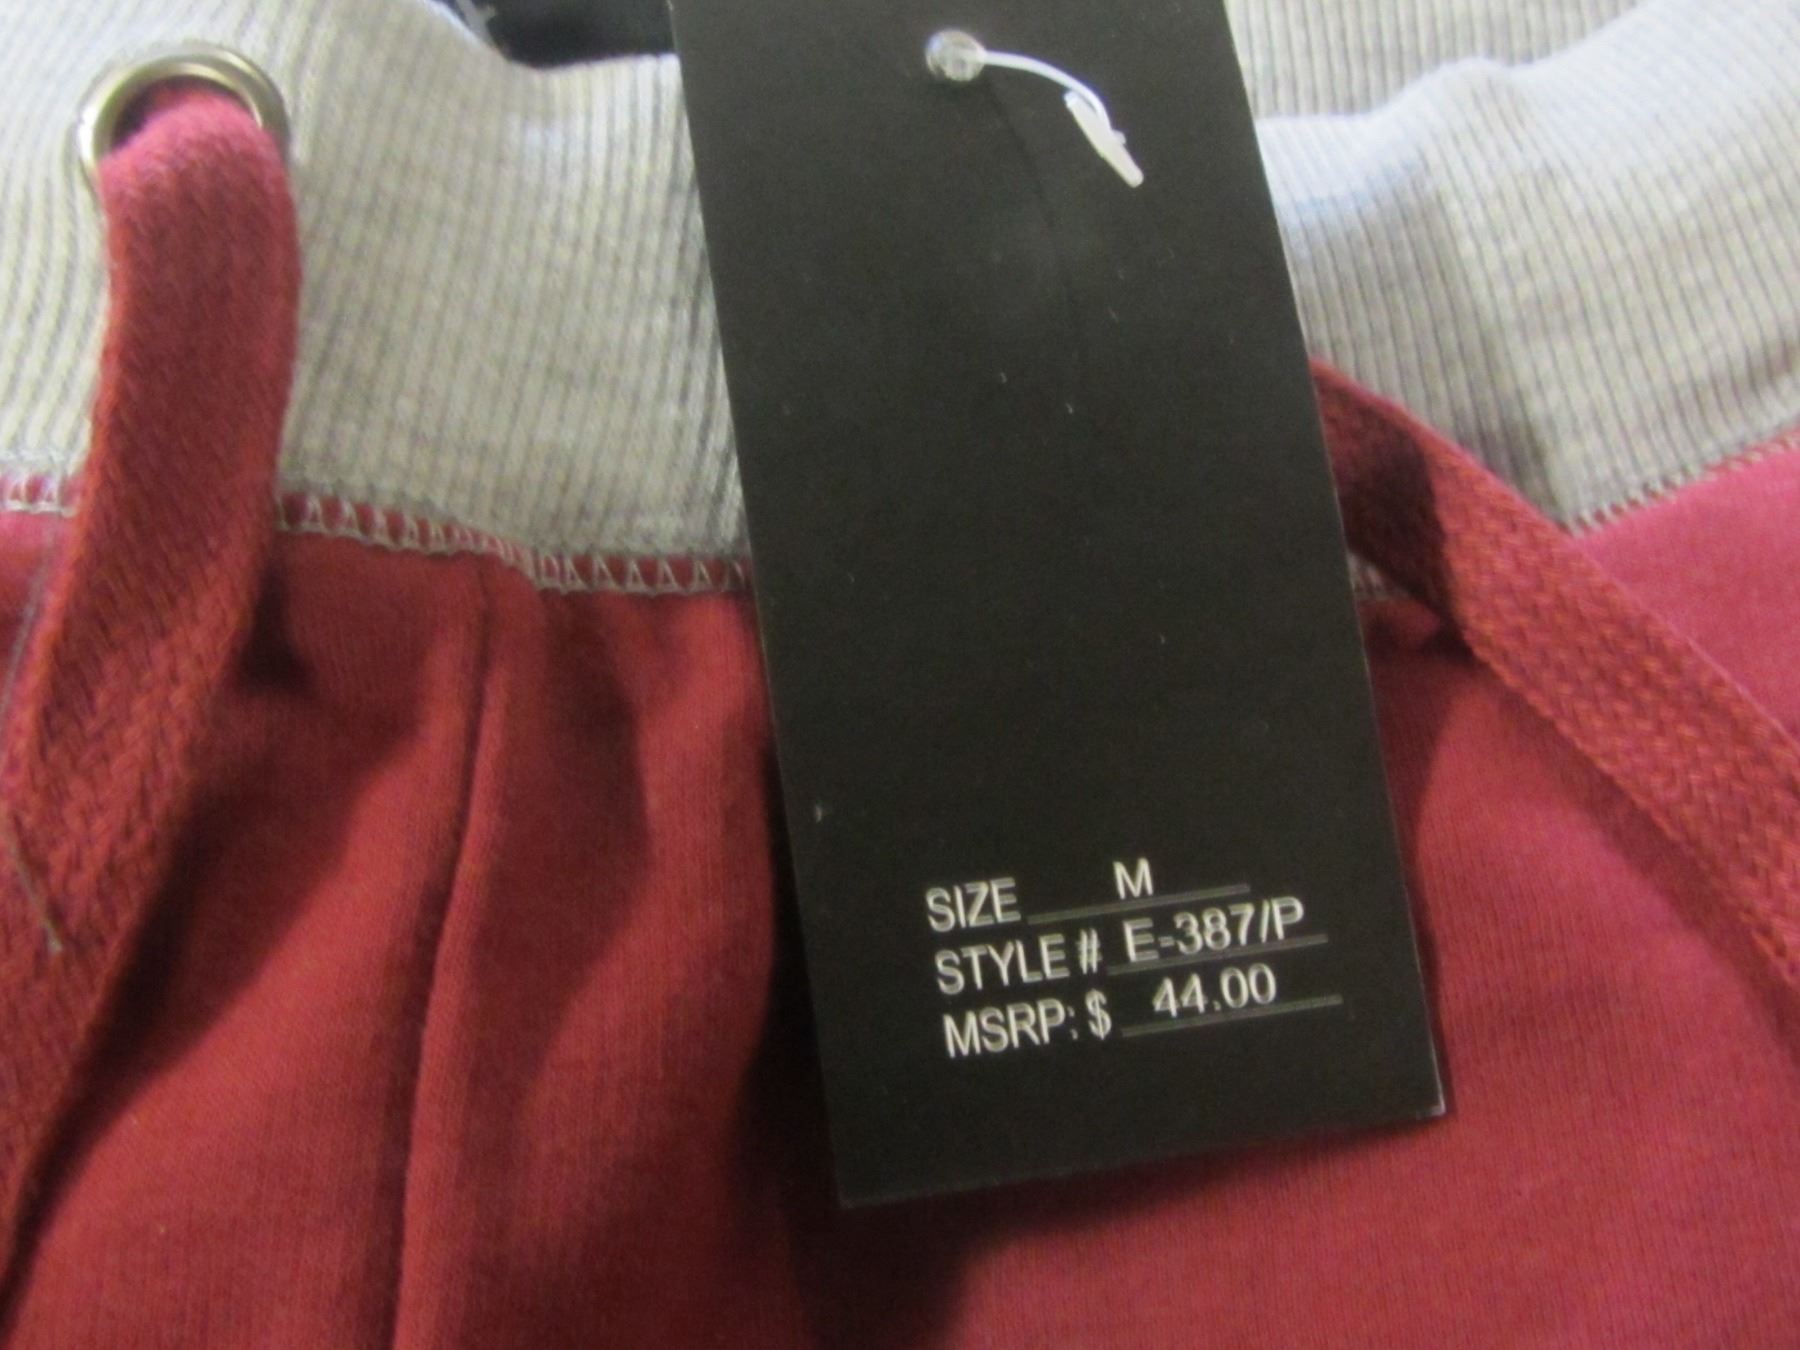 SIZE M
STYLE # E-387/P
MSRP: $ 44.00